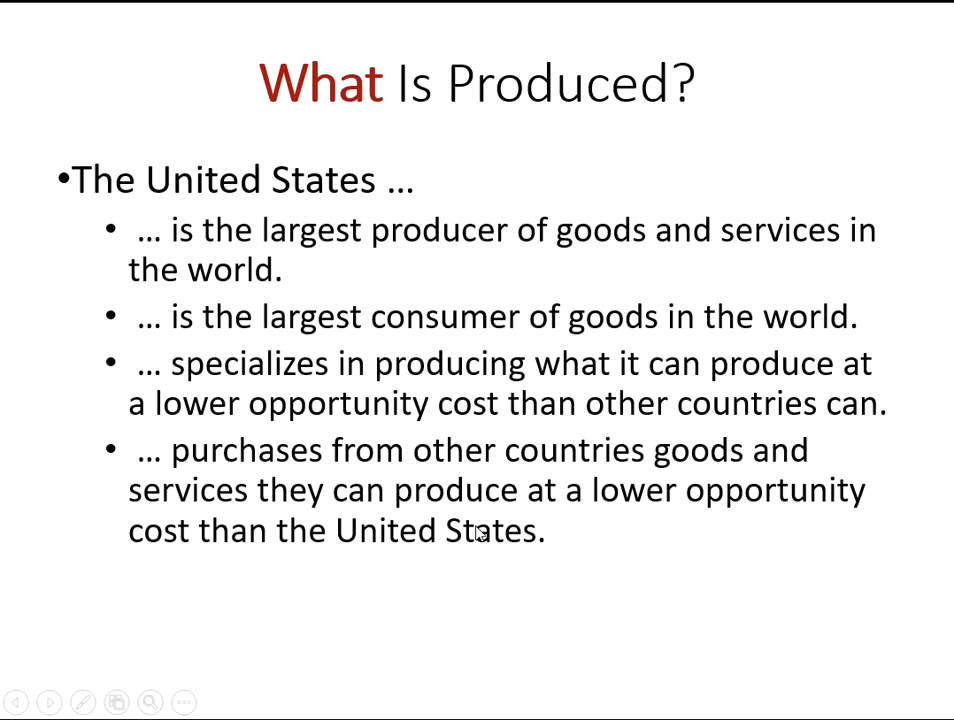 What Is Produced?
•The United States …
• … is the largest producer of goods and services in
the world.
• … is the largest consumer of goods in the world.
• … specializes in producing what it can produce at
a lower opportunity cost than other countries can.
• … purchases from other countries goods and
services they can produce at a lower opportunity
cost than the United States.